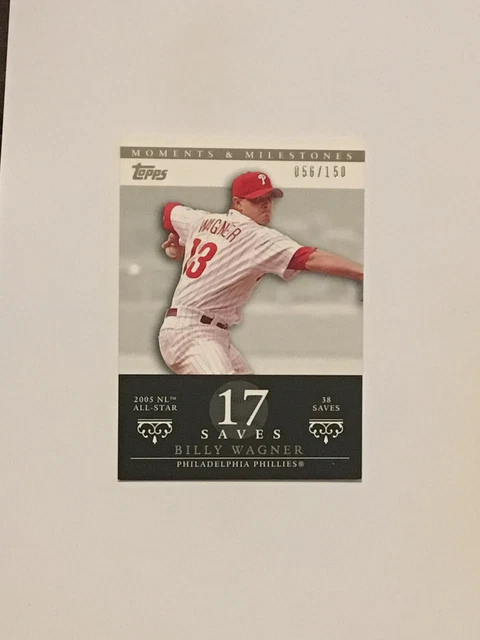 MOMENTS & MILESTONES
Topps
056/150
P
WAGNER
13
2005 NL™
ALL-STAR
17
SAVES
38
SAVES
BILLY WAGNER
PHILADELPHIA PHILLIES®